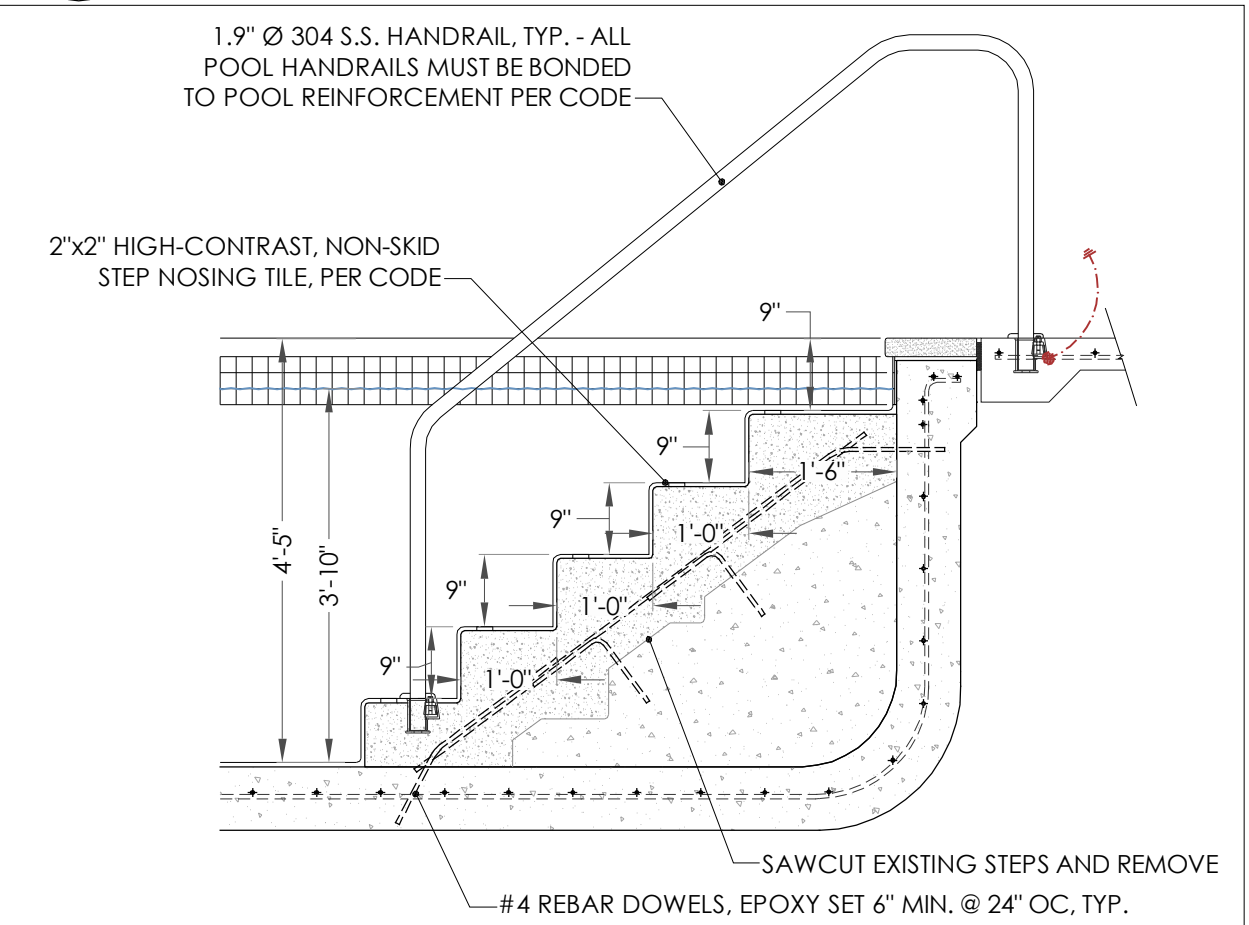 1.9" Ø 304 S.S. HANDRAIL, TYP. - ALL
POOL HANDRAILS MUST BE BONDED
TO POOL REINFORCEMENT PER CODE
2"x2" HIGH-CONTRAST, NON-SKID
STEP NOSING TILE, PER CODE
9"
9"
1'-6"
9"
1'-0"
4'-5"
3'-10"
9"
1'-0"
9"
1'-0"
SAWCUT EXISTING STEPS AND REMOVE
#4 REBAR DOWELS, EPOXY SET 6" MIN. @ 24" OC, TYP.